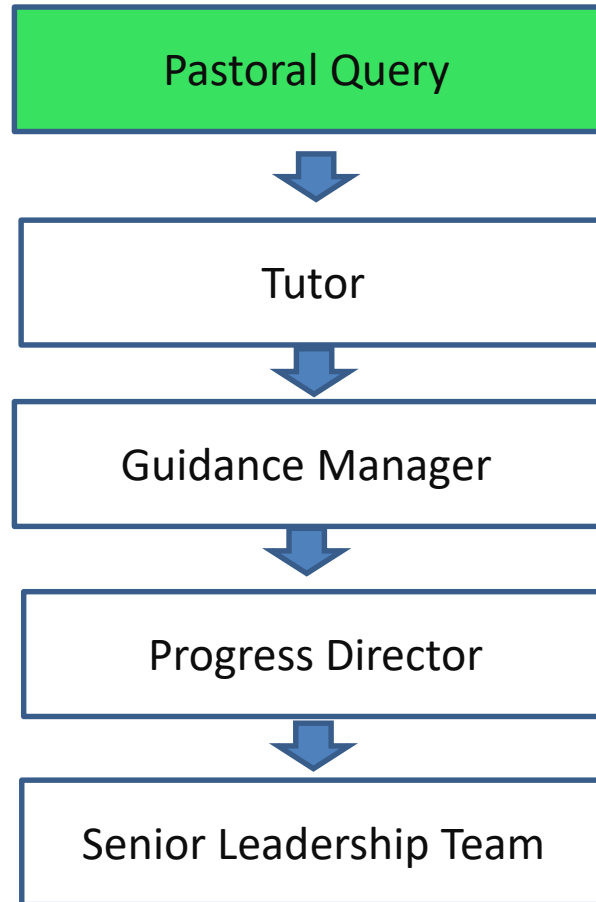 Pastoral Query
Tutor
Guidance Manager
Progress Director
Senior Leadership Team